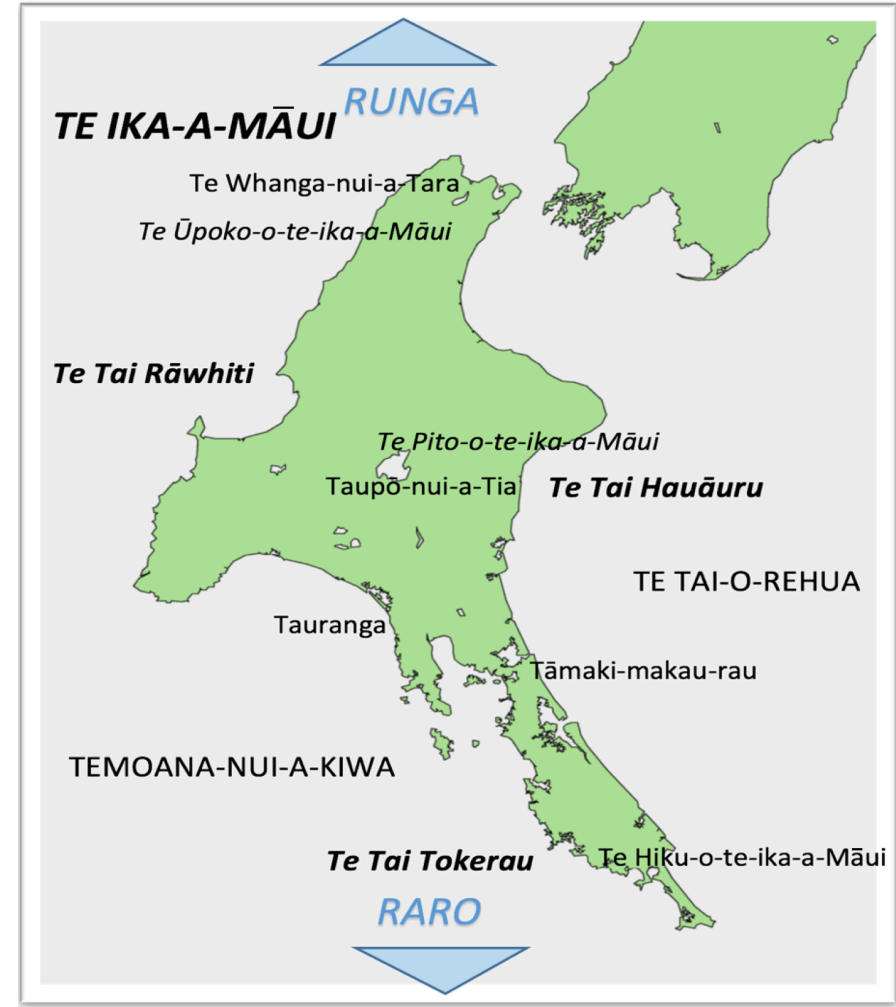 RUNGA
TE IKA-A-MĀUI
Te Whanga-nui-a-Tara
Te Ūpoko-o-te-ika-a-Māui
Te Tai Rāwhiti
Te Pito-o-te-ika-a-Māui
Taupō-nui-a-Tia
Te Tai Hauāuru
TE TAI-O-REHUA
Tauranga
Tāmaki-makau-rau
TEMOANA-NUI-A-KIWA
Te Hiku-o-te-ika-a-Māui
Te Tai Tokerau
RARO